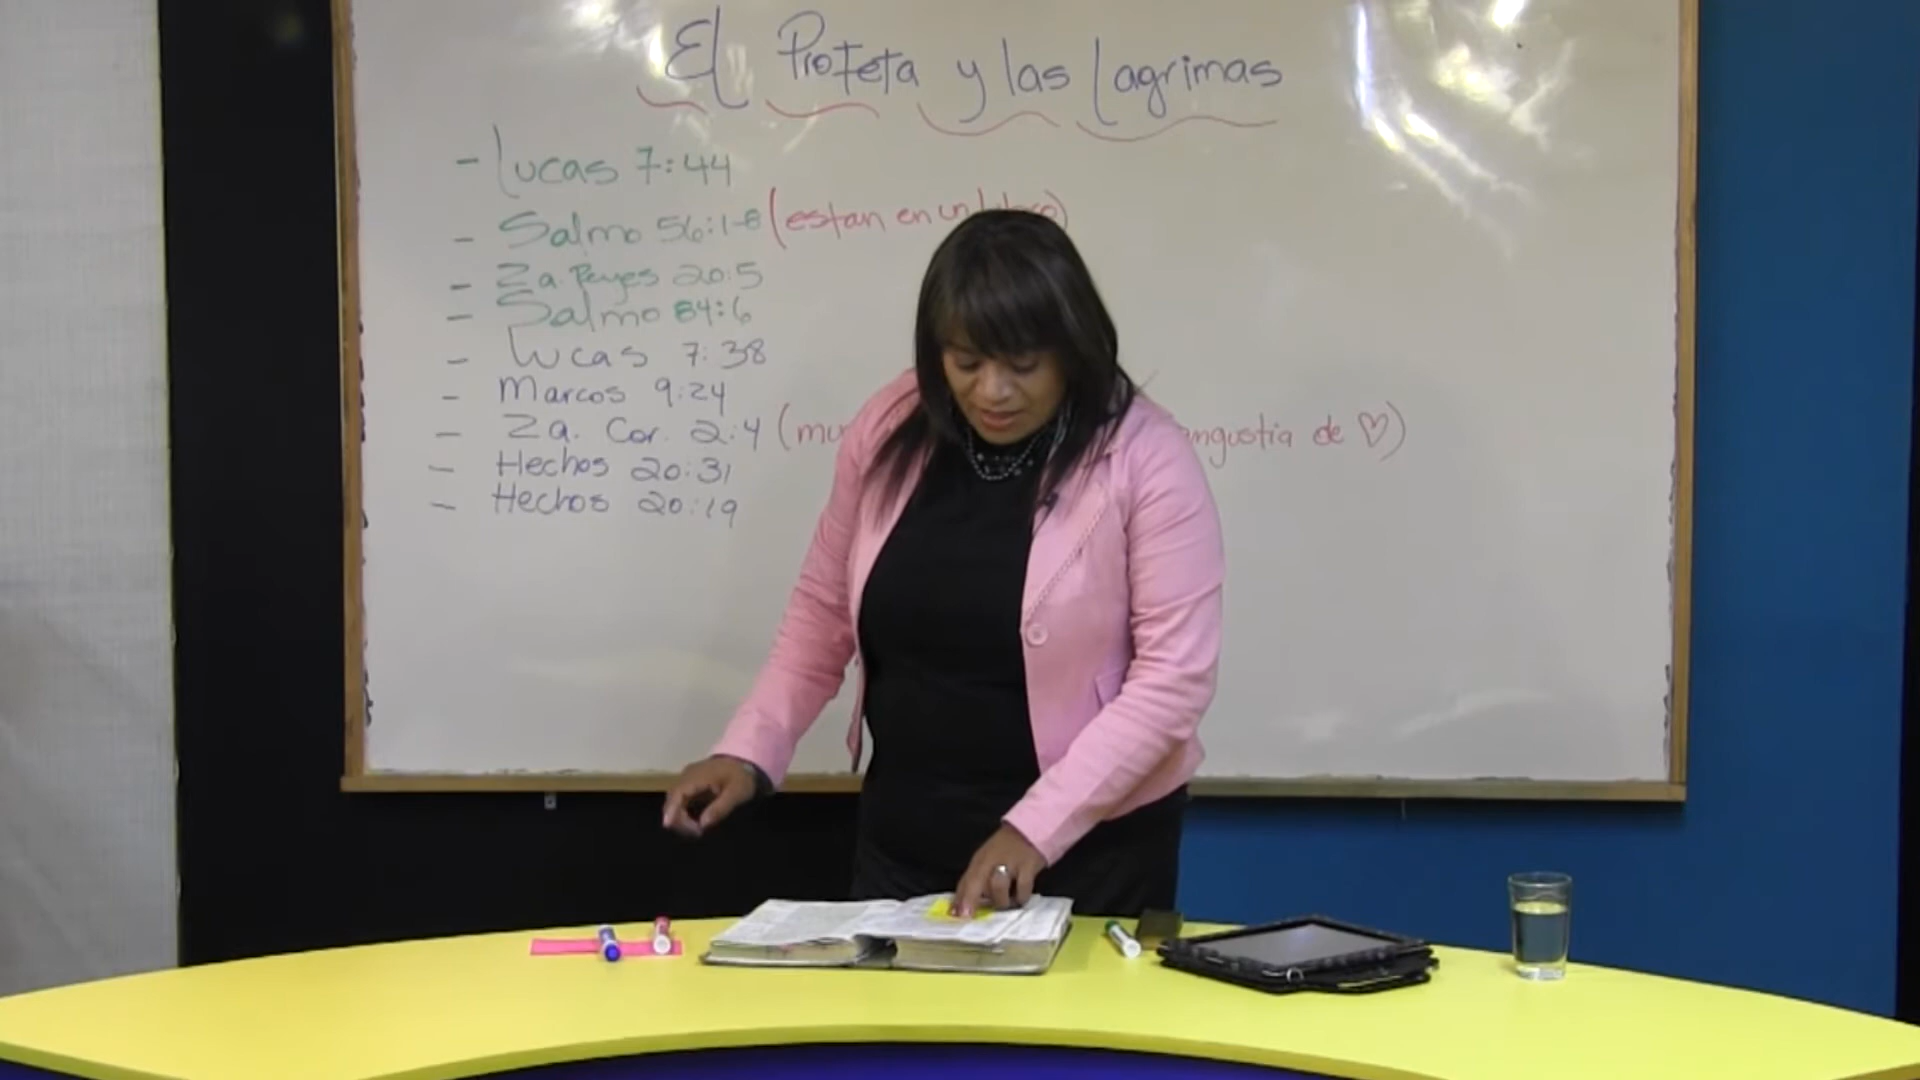 El Profeta y las Lagrimas
- Lucas 7:44
- Salmo 56:1-8 (estan en un libro)
- 2a Reyes 20:5
- Salmo 84:6
- Lucas 7:38
- Marcos 9:24
- 2a. Cor. 2:4 ( angustia de ♡)
- Hechos 20:31
- Hechos 20:19